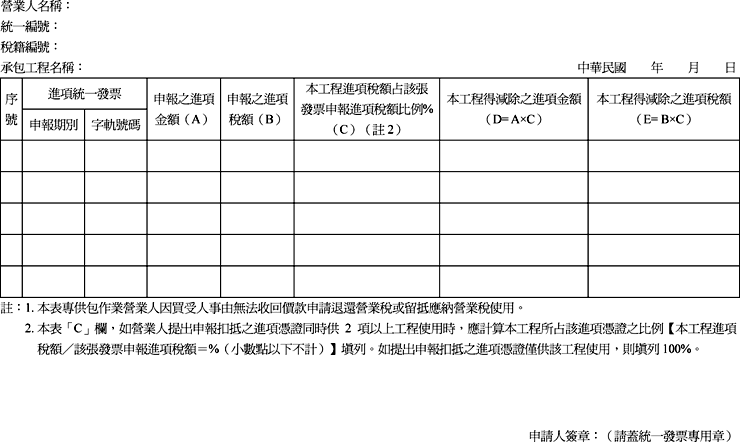 營業人名稱：
統一編號：
稅籍編號：
承包工程名稱： 中華民國 年 月 日
序號 進項統一發票 申報之進項金額（A） 申報之進項稅額（B） 本工程進項稅額占該張發票申報進項稅額比例%（C）（註2） 本工程得減除之進項金額（D= A×C） 本工程得減除之進項稅額（E= B×C）
申報期別 字軌號碼
註：1. 本表專供包作業營業人因買受人事由無法收回價款申請退還營業稅或留抵應納營業稅使用。
2. 本表「C」欄，如營業人提出申報扣抵之進項憑證同時供 2 項以上工程使用時，應計算本工程所占該進項憑證之比例【本工程進項
稅額／該張發票申報進項稅額＝%（小數點以下不計）】填列。如提出申報扣抵之進項憑證僅供該工程使用，則填列 100%。
申請人簽章：（請蓋統一發票專用章）